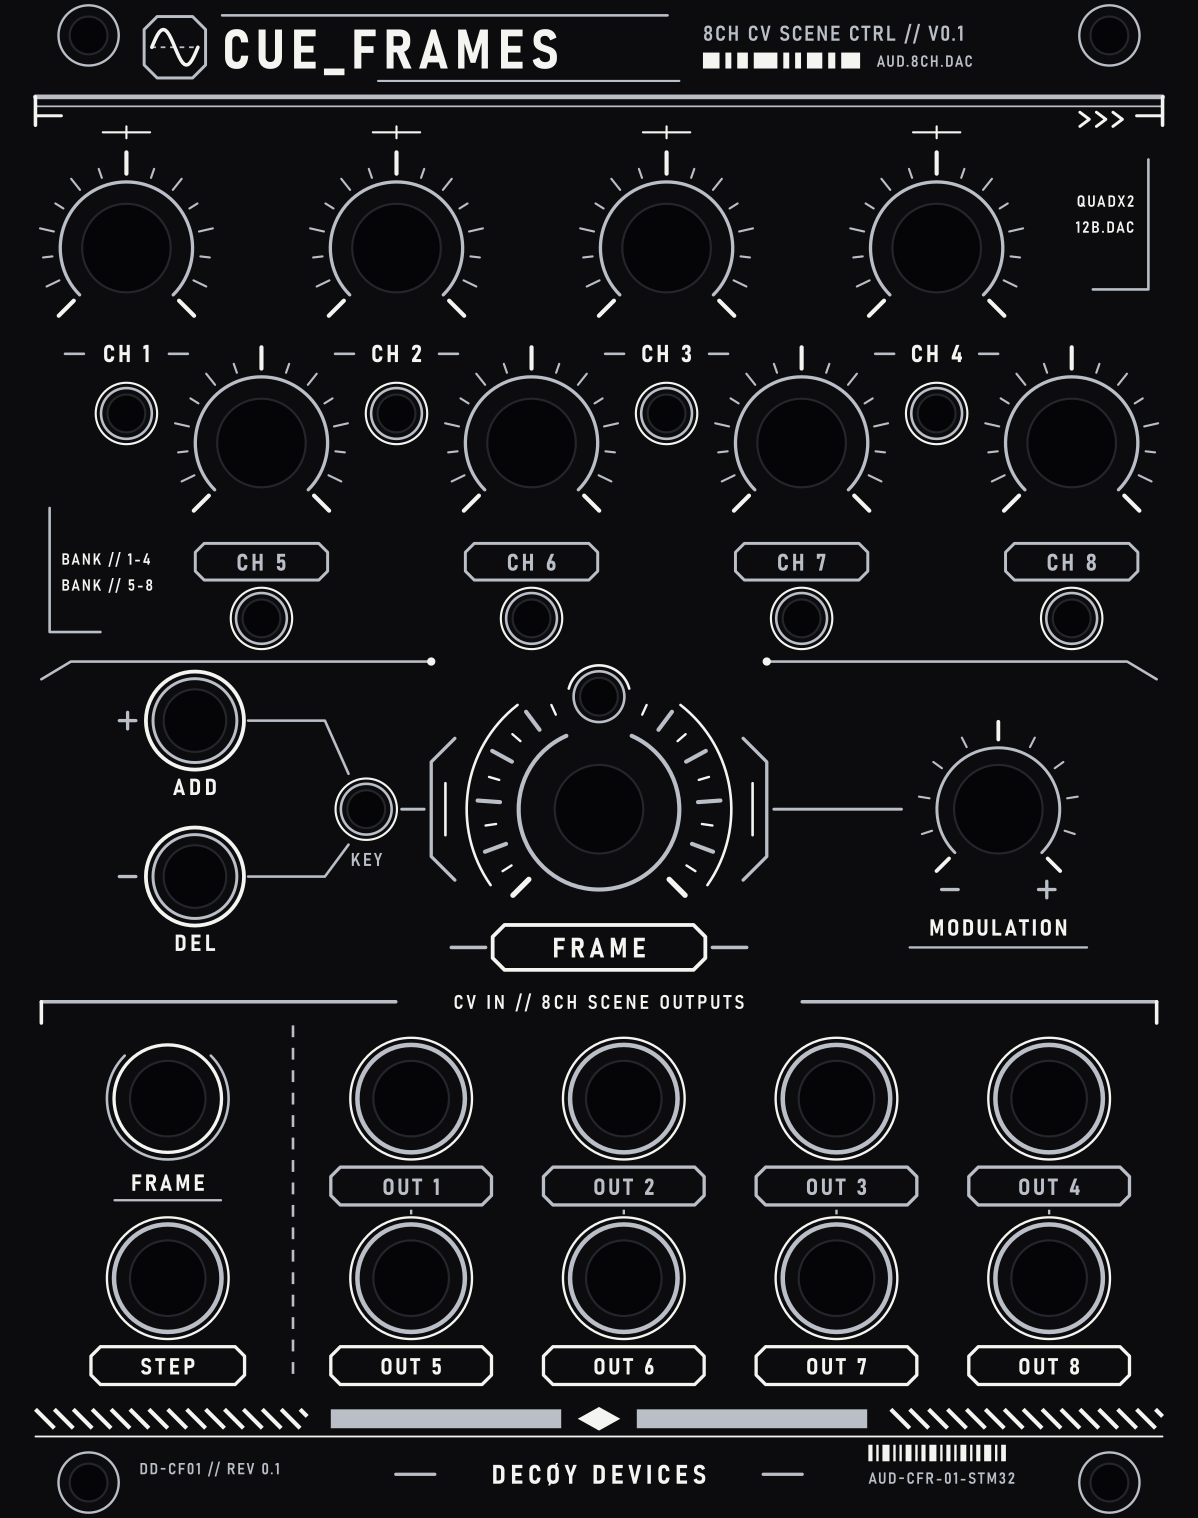 CUE_FRAMES
8CH CV SCENE CTRL // V0.1
AUD.8CH.DAC
QUADX2
12B.DAC
CH 1
CH 2
CH 3
CH 4
BANK // 1-4
BANK // 5-8
CH 5
CH 6
CH 7
CH 8
+
ADD
KEY
−
DEL
− +
MODULATION
FRAME
CV IN // 8CH SCENE OUTPUTS
FRAME
OUT 1
OUT 2
OUT 3
OUT 4
STEP
OUT 5
OUT 6
OUT 7
OUT 8
DD-CF01 // REV 0.1
DECØY DEVICES
AUD-CFR-01-STM32